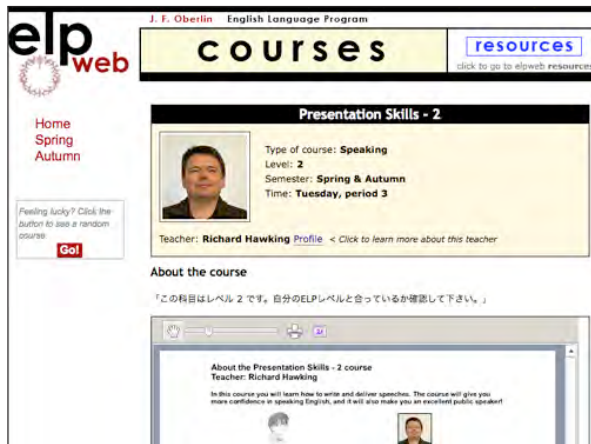 elp
web
J. F. Oberlin English Language Program
courses
resources
click to go to elpweb resources
Home
Spring
Autumn
Feeling lucky? Click the
button to see a random
course
Go!
Presentation Skills - 2
Type of course: Speaking
Level: 2
Semester: Spring & Autumn
Time: Tuesday, period 3
Teacher: Richard Hawking Profile < Click to learn more about this teacher
About the course
「この科目はレベル 2 です。自分のELPレベルと合っているか確認して下さい。」
About the Presentation Skills - 2 course
Teacher: Richard Hawking
In this course you will learn how to write and deliver speeches. The course will give you
more confidence in speaking English, and it will also make you an excellent public speaker!